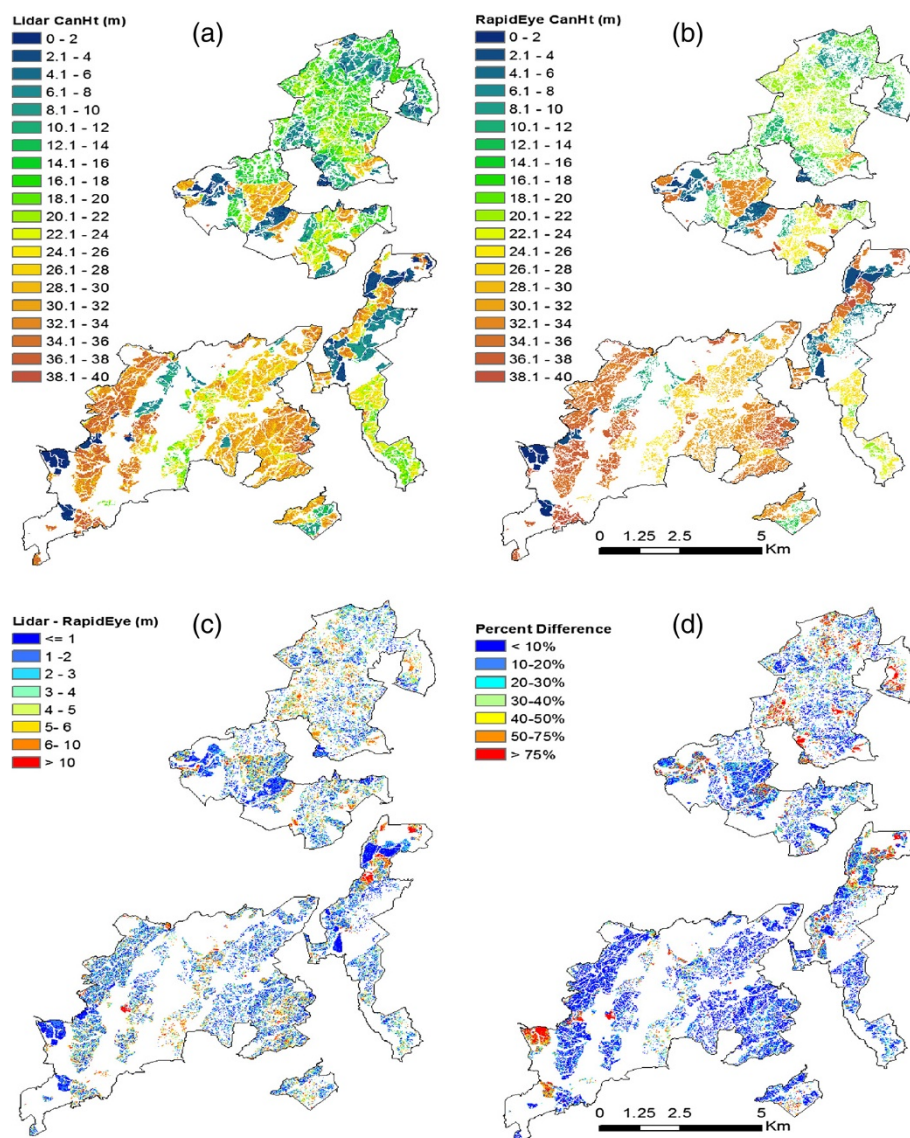 Lidar CanHt (m)
0 - 2
2.1 - 4
4.1 - 6
6.1 - 8
8.1 - 10
10.1 - 12
12.1 - 14
14.1 - 16
16.1 - 18
18.1 - 20
20.1 - 22
22.1 - 24
24.1 - 26
26.1 - 28
28.1 - 30
30.1 - 32
32.1 - 34
34.1 - 36
36.1 - 38
38.1 - 40
(a)
RapidEye CanHt (m)
0 - 2
2.1 - 4
4.1 - 6
6.1 - 8
8.1 - 10
10.1 - 12
12.1 - 14
14.1 - 16
16.1 - 18
18.1 - 20
20.1 - 22
22.1 - 24
24.1 - 26
26.1 - 28
28.1 - 30
30.1 - 32
32.1 - 34
34.1 - 36
36.1 - 38
38.1 - 40
(b)
0 1.25 2.5 5
Km
Lidar - RapidEye (m)
<= 1
1 -2
2 - 3
3 - 4
4 - 5
5- 6
6- 10
> 10
(c)
Percent Difference
< 10%
10-20%
20-30%
30-40%
40-50%
50-75%
> 75%
(d)
0 1.25 2.5 5
Km